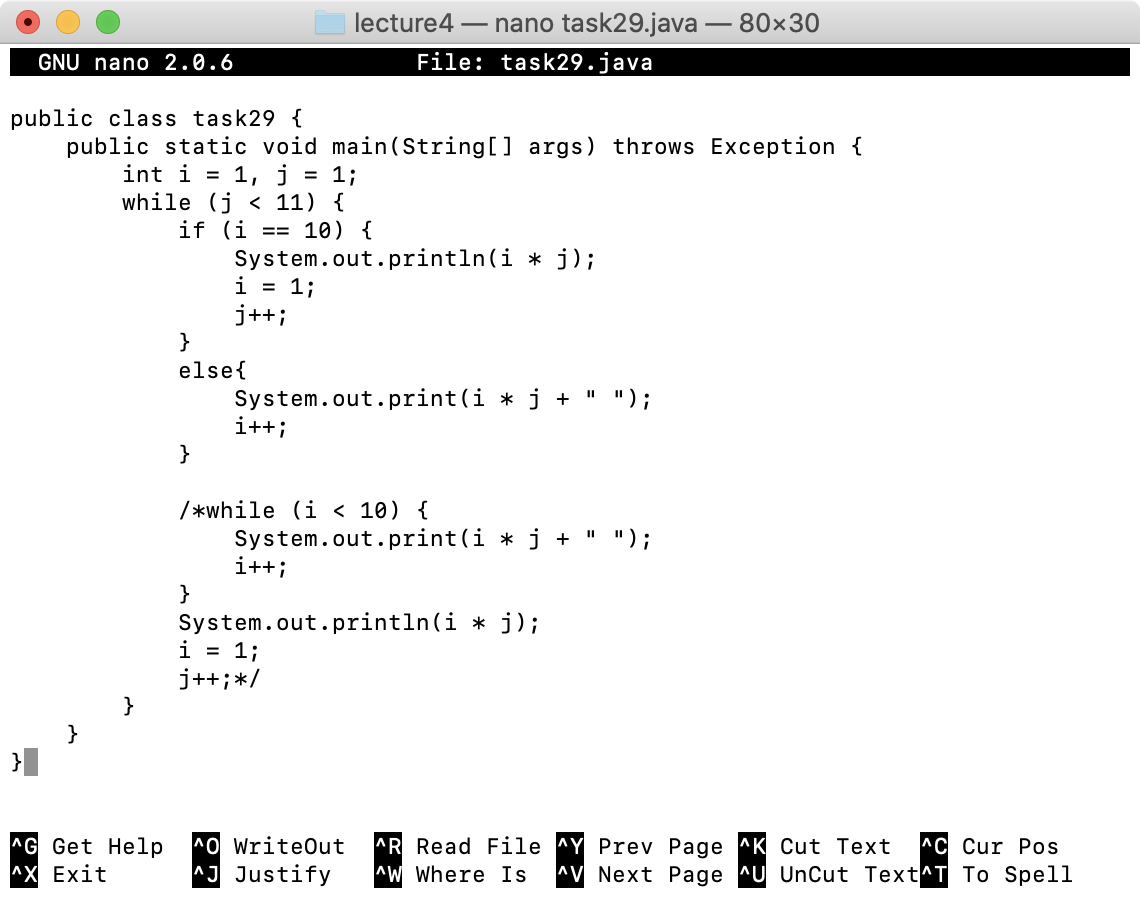 lecture4 — nano task29.java — 80×30
GNU nano 2.0.6 File: task29.java
public class task29 {
    public static void main(String[] args) throws Exception {
        int i = 1, j = 1;
        while (j < 11) {
            if (i == 10) {
                System.out.println(i * j);
                i = 1;
                j++;
            }
            else{
                System.out.print(i * j + " ");
                i++;
            }

            /*while (i < 10) {
                System.out.print(i * j + " ");
                i++;
            }
            System.out.println(i * j);
            i = 1;
            j++;*/
        }
    }
}
^G Get Help ^O WriteOut ^R Read File ^Y Prev Page ^K Cut Text ^C Cur Pos
^X Exit ^J Justify ^W Where Is ^V Next Page ^U UnCut Text ^T To Spell